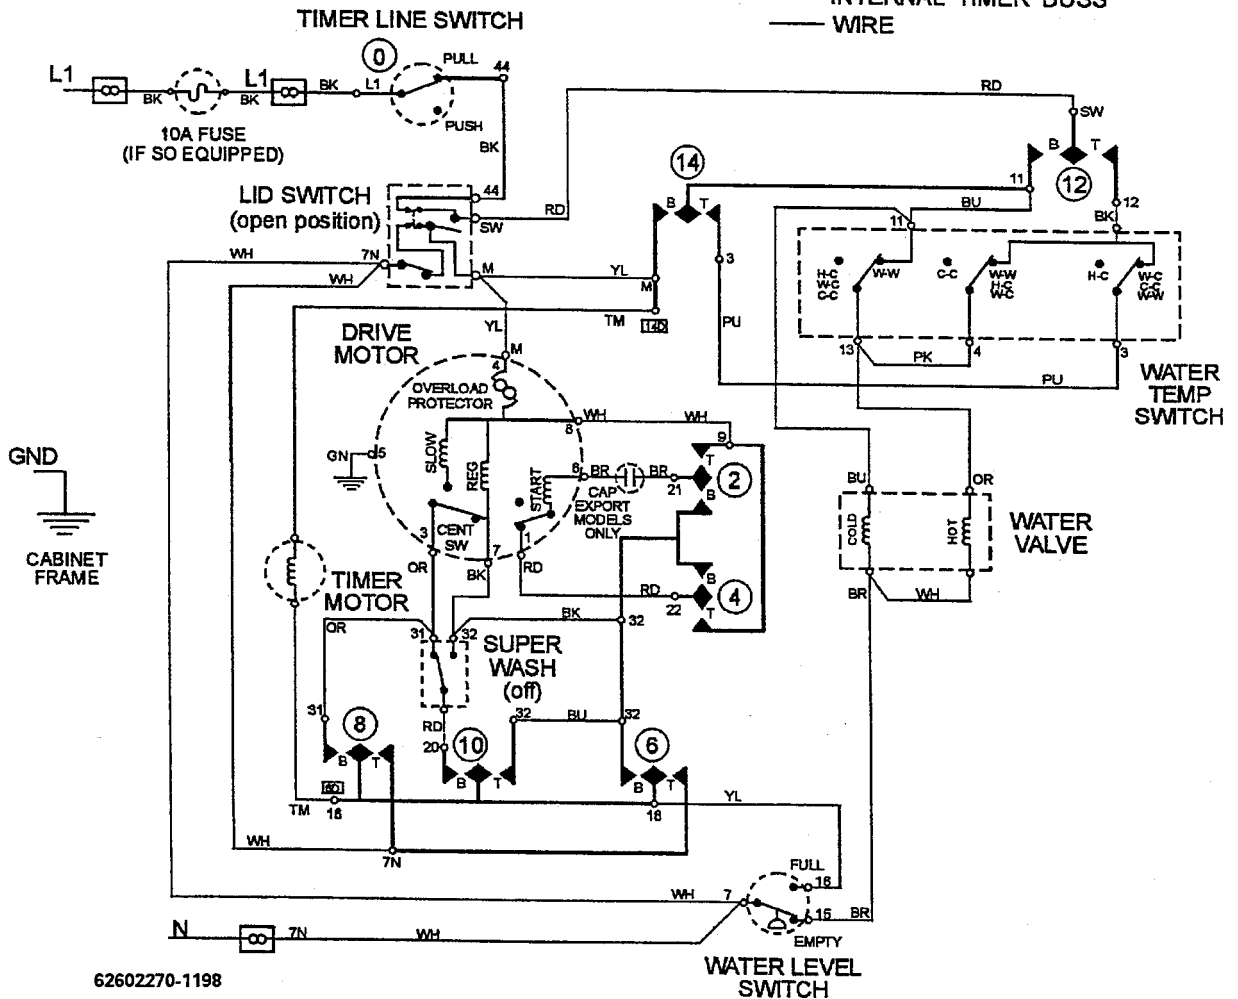 TIMER LINE SWITCH
WIRE
0
PULL
44
L1
L1
BK
BK
BK
L1
PUSH
10A FUSE
(IF SO EQUIPPED)
BK
RD
SW
B
T
12
14
LID SWITCH
(open position)
44
SW
RD
B
T
11
BU
11
12
BK
WH
7N
WH
M
YL
M
3
TM
14D
H-C
W-C
C-C
W-W
C-C
W-W
H-C
W-C
H-C
W-C
C-C
W-W
PU
YL
DRIVE
MOTOR
M
4
OVERLOAD
PROTECTOR
13
PK
4
3
PU
WATER
TEMP
SWITCH
8
WH
WH
9
T
2
GND
GN
5
SLOW
REG
START
8
BR
BR
21
B
CAP
EXPORT
MODELS
ONLY
BU
OR
3
CENT
SW
7
1
COLD
HOT
WATER
VALVE
CABINET
FRAME
OR
BK
RD
RD
22
B
4
T
TIMER
MOTOR
BR
WH
OR
31
32
BK
32
SUPER
WASH
(off)
31
8
RD
20
10
32
BU
32
6
B
T
B
T
B
T
TM
16
18
YL
WH
7N
FULL
16
WH
7
15
BR
EMPTY
N
7N
WH
WATER LEVEL
SWITCH
62602270-1198